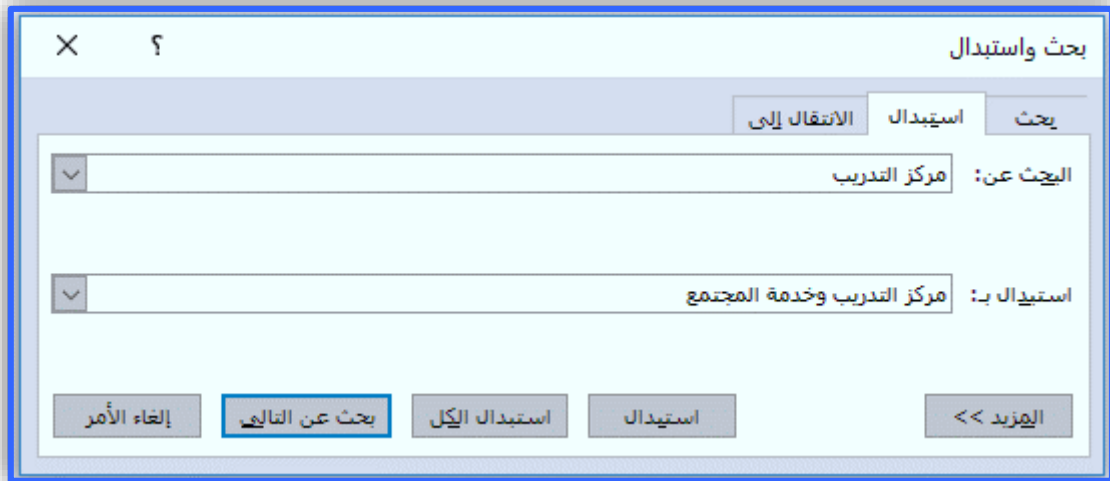 بحث واستبدال ؟ X
بحث استبدال الانتقال إلى
البحث عن: مركز التدريب
استبدال بـ: مركز التدريب وخدمة المجتمع
المزيد >> استبدال استبدال الكل بحث عن التالي إلغاء الأمر